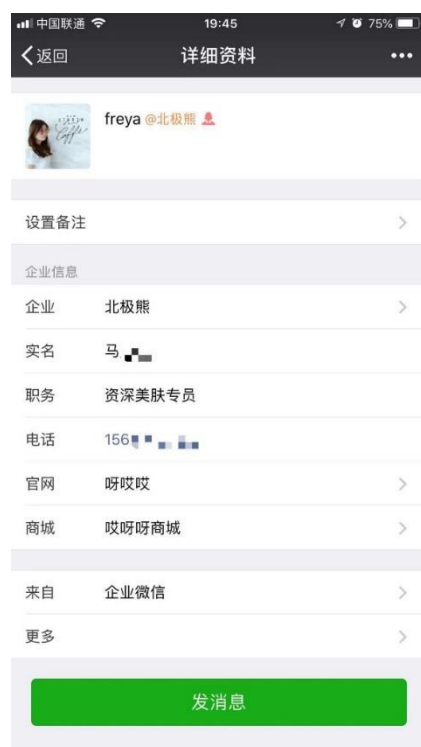 中国联通 19:45 75%
返回 详细资料
freya @北极熊
设置备注
企业信息
企业 北极熊
实名 马
职务 资深美肤专员
电话 156
官网 呀哎哎
商城 哎呀呀商城
来自 企业微信
更多
发消息